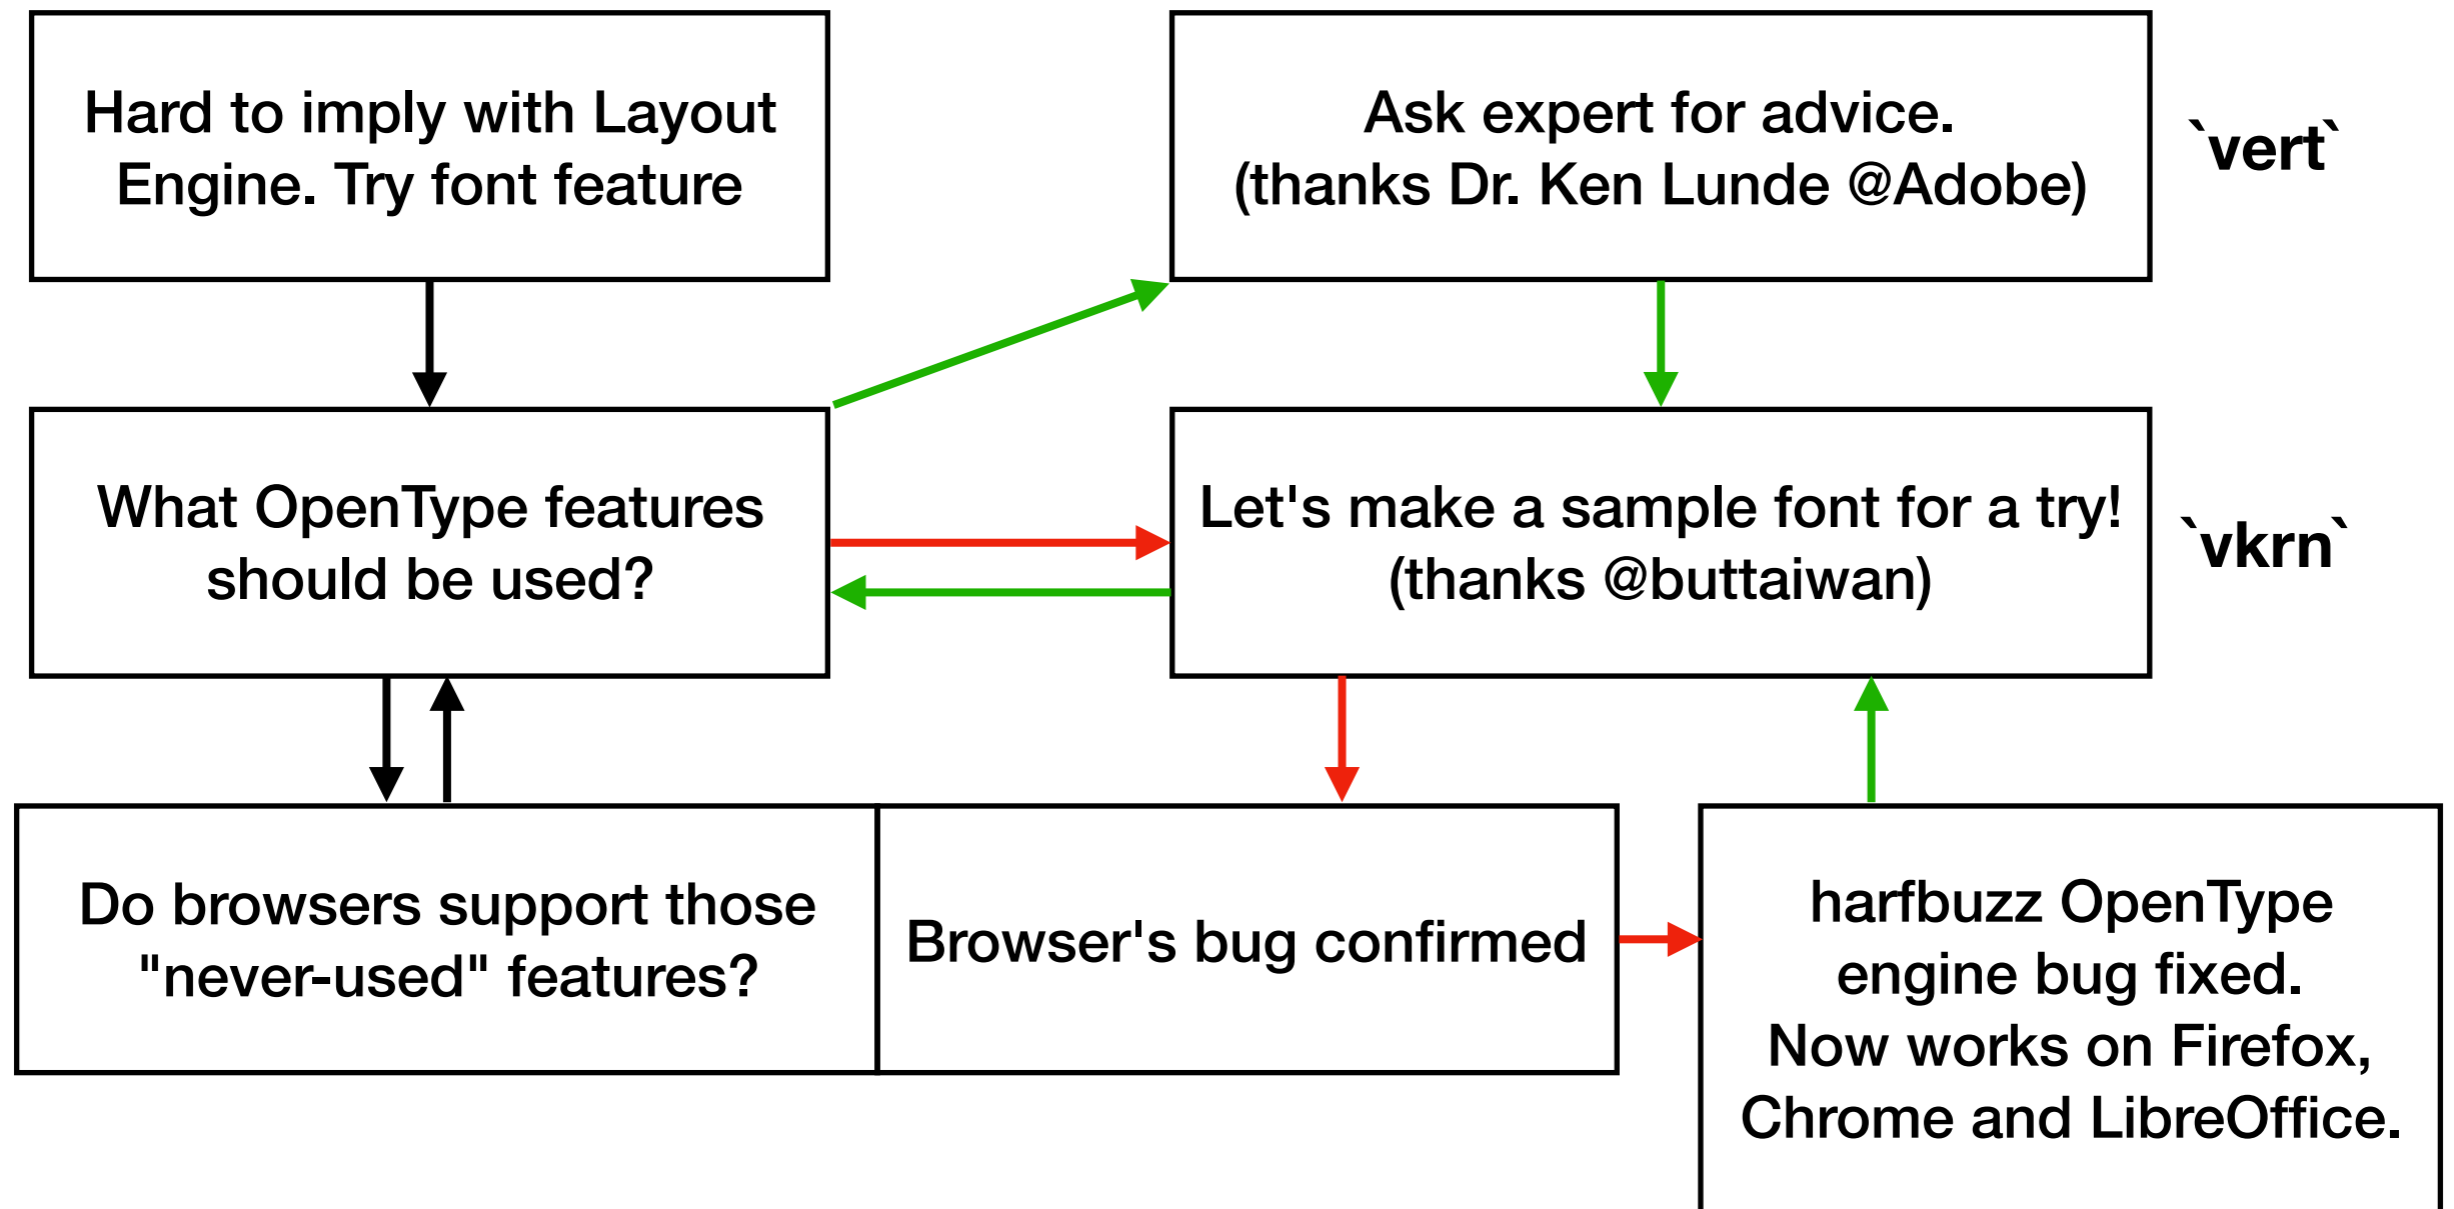 Hard to imply with Layout
Engine. Try font feature
Ask expert for advice.
(thanks Dr. Ken Lunde @Adobe)
`vert`
What OpenType features
should be used?
Let's make a sample font for a try!
(thanks @buttaiwan)
`vkrn`
Do browsers support those
"never-used" features?
Browser's bug confirmed
harfbuzz OpenType
engine bug fixed.
Now works on Firefox,
Chrome and LibreOffice.